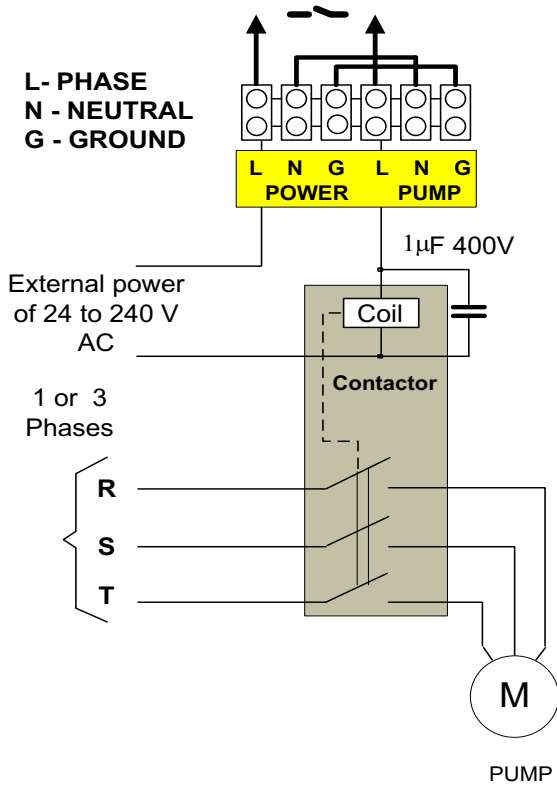 L- PHASE
N - NEUTRAL
G - GROUND
L N G L N G
POWER PUMP
1µF 400V
External power
of 24 to 240 V
AC
Coil
Contactor
1 or 3
Phases
R
S
T
M
PUMP